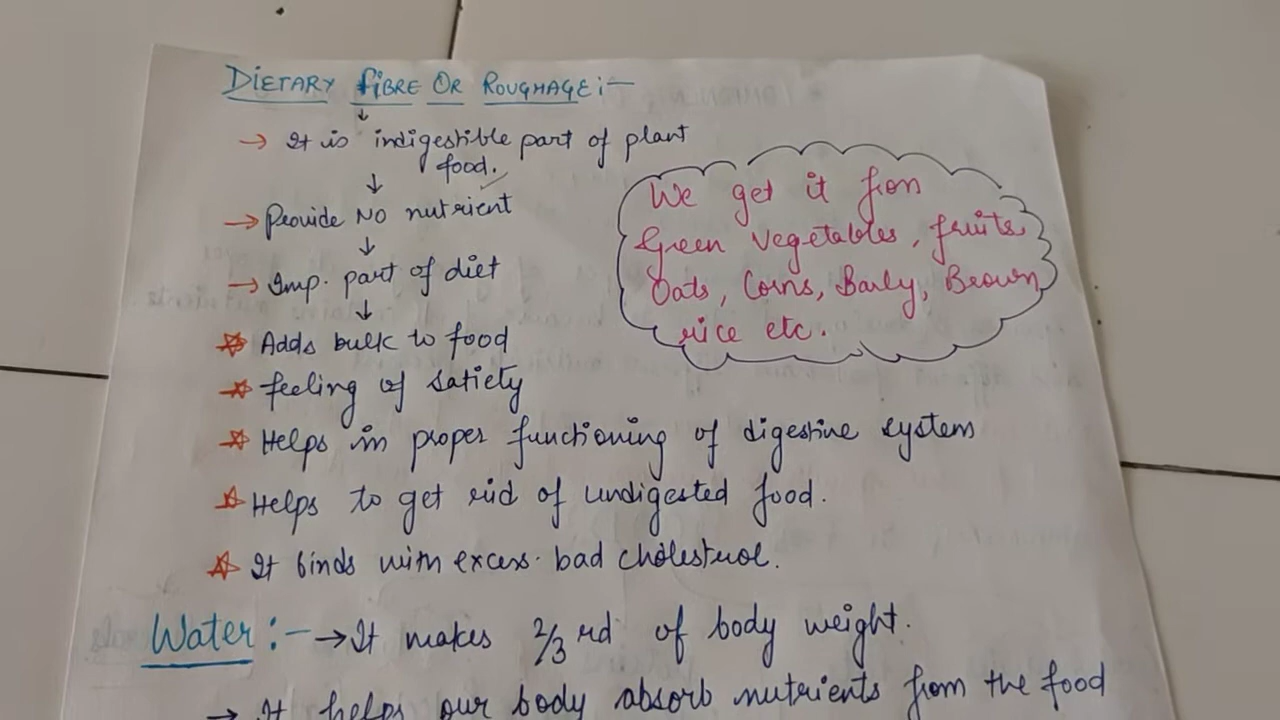 DIETARY FIBRE OR ROUGHAGE :-
→ It is indigestible part of plant
food.
↓
→ Provide NO nutrient
↓
→ Imp. part of diet
↓
☆ Adds bulk to food
☆ feeling of satiety
☆ Helps in proper functioning of digestive system
☆ Helps to get rid of undigested food.
☆ It binds with excess bad cholesterol.
We get it from
Green vegetables, fruits,
Oats, Corns, Barly, Brown
rice etc.
Water :- → It makes 2/3 rd of body weight.
→ It helps our body absorb nutrients from the food